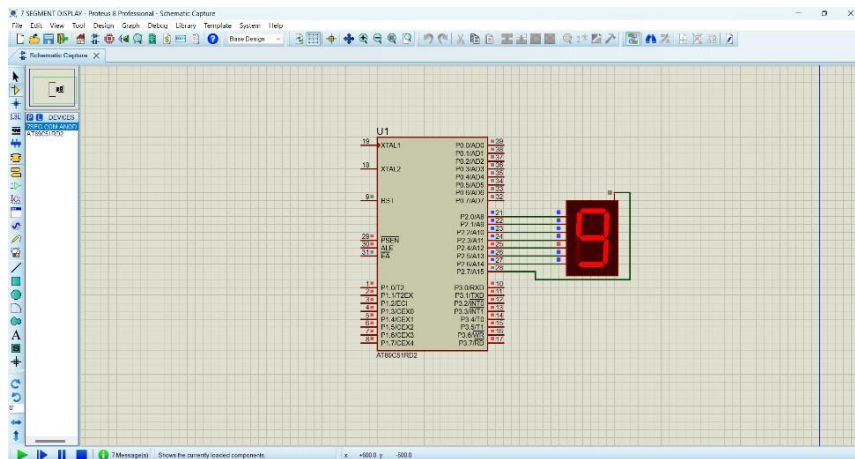 7 SEGMENT DISPLAY - Proteus 8 Professional - Schematic Capture
File Edit View Tool Design Graph Debug Library Template System Help
Base Design
Schematic Capture
P L DEVICES
7SEG-COM-ANOD
AT89C51RD2
U1
19 XTAL1 P0.0/AD0 39
P0.1/AD1 38
P0.2/AD2 37
18 XTAL2 P0.3/AD3 36
P0.4/AD4 35
P0.5/AD5 34
P0.6/AD6 33
9 RST P0.7/AD7 32
P2.0/A8 21
P2.1/A9 22
P2.2/A10 23
29 PSEN P2.3/A11 24
30 ALE P2.4/A12 25
31 EA P2.5/A13 26
P2.6/A14 27
P2.7/A15 28
1 P1.0/T2 P3.0/RXD 10
2 P1.1/T2EX P3.1/TXD 11
3 P1.2/ECI P3.2/INT0 12
4 P1.3/CEX0 P3.3/INT1 13
5 P1.4/CEX1 P3.4/T0 14
6 P1.5/CEX2 P3.5/T1 15
7 P1.6/CEX3 P3.6/WR 16
8 P1.7/CEX4 P3.7/RD 17
AT89C51RD2
9
7 Message(s) Shows the currently loaded components. x +600.0 y -500.0